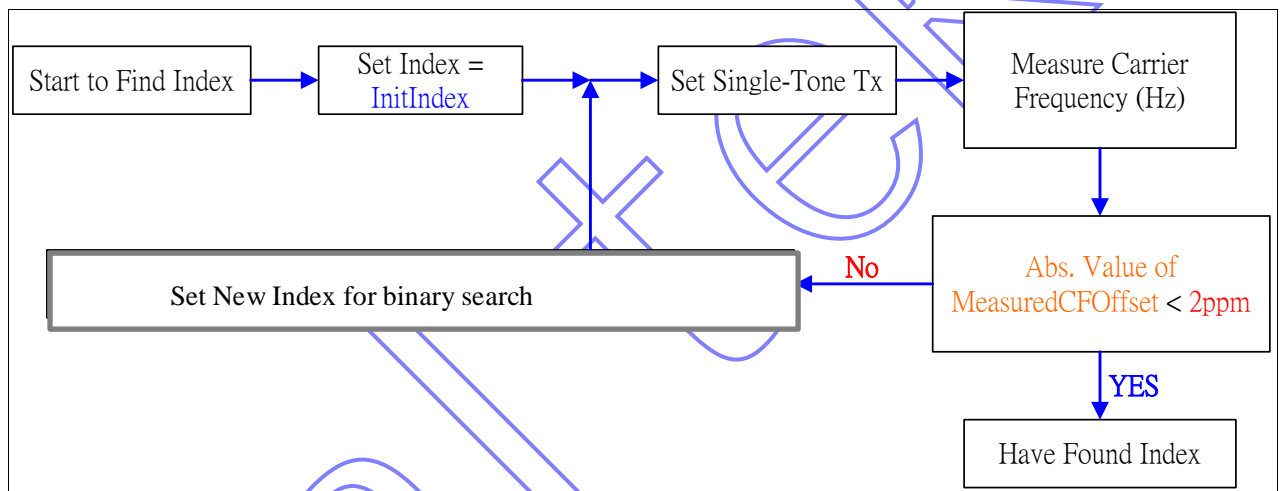 Start to Find Index
Set Index =
InitIndex
Set Single-Tone Tx
Measure Carrier
Frequency (Hz)
Abs. Value of
MeasuredCFOffset < 2ppm
No
Set New Index for binary search
YES
Have Found Index